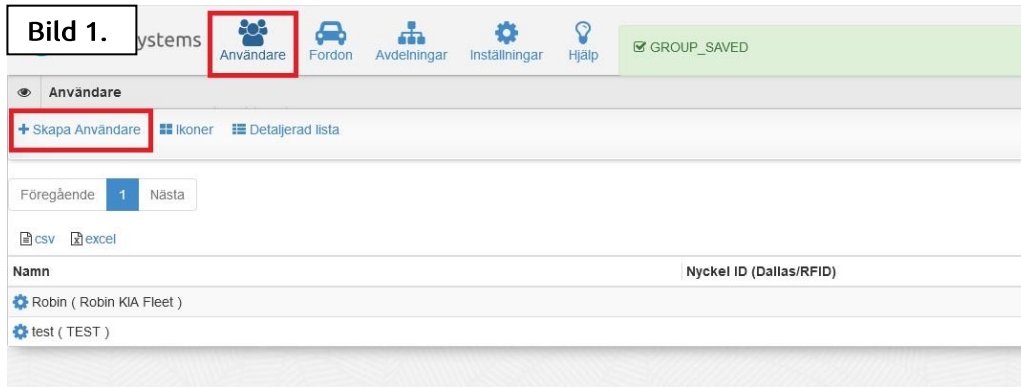 Bild 1.
ystems
Användare
Fordon
Avdelningar
Inställningar
Hjälp
GROUP_SAVED
Användare
+ Skapa Användare
Ikoner
Detaljerad lista
Föregående
1
Nästa
csv
excel
Namn
Nyckel ID (Dallas/RFID)
Robin ( Robin KIA Fleet )
test ( TEST )